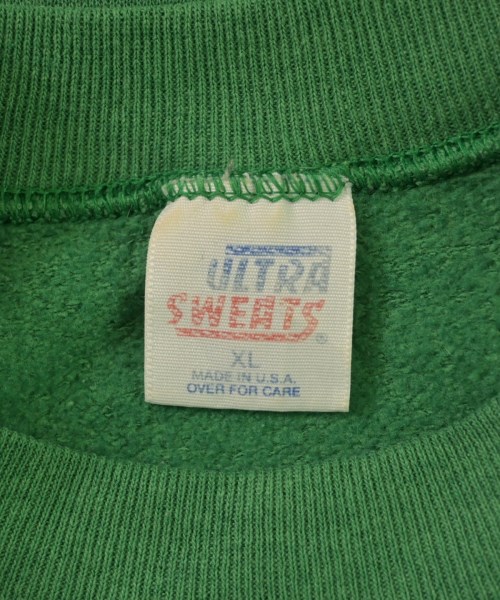 ULTRA
SWEATS®
XL
MADE IN U.S.A.
OVER FOR CARE